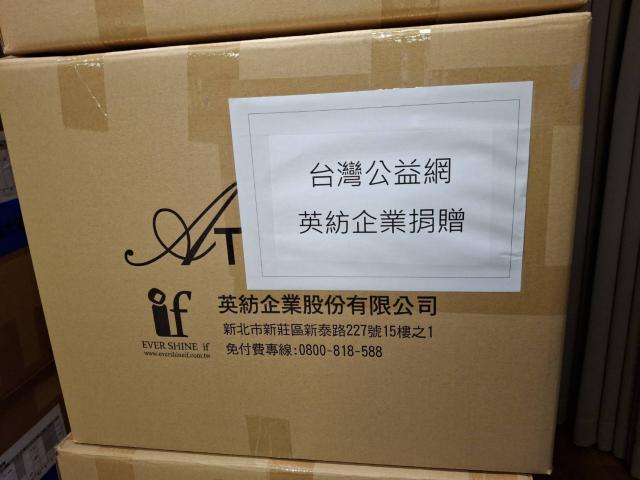 台灣公益網
英紡企業捐贈
AT
if
英紡企業股份有限公司
新北市新莊區新泰路227號15樓之1
EVER SHINE if
www.evershineif.com.tw
免付費專線:0800-818-588